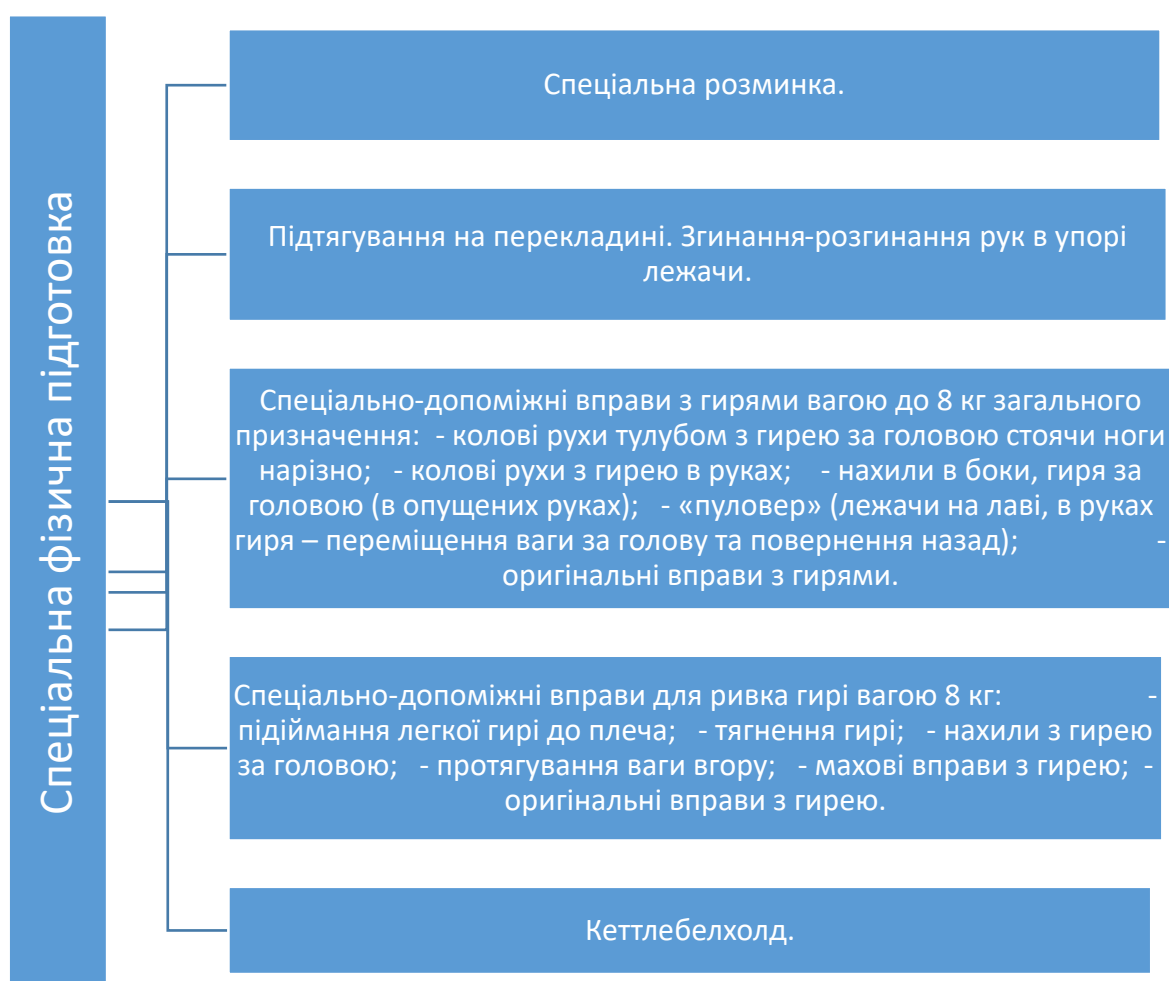 Спеціальна фізична підготовка
Спеціальна розминка.
Підтягування на перекладині. Згинання-розгинання рук в упорі
лежачи.
Спеціально-допоміжні вправи з гирями вагою до 8 кг загального
призначення: - колові рухи тулубом з гирею за головою стоячи ноги
нарізно; - колові рухи з гирею в руках; - нахили в боки, гиря за
головою (в опущених руках); - «пуловер» (лежачи на лаві, в руках
гиря – переміщення ваги за голову та повернення назад); -
оригінальні вправи з гирями.
Спеціально-допоміжні вправи для ривка гирі вагою 8 кг: -
підіймання легкої гирі до плеча; - тягнення гирі; - нахили з гирею
за головою; - протягування ваги вгору; - махові вправи з гирею; -
оригінальні вправи з гирею.
Кеттлебелхолд.